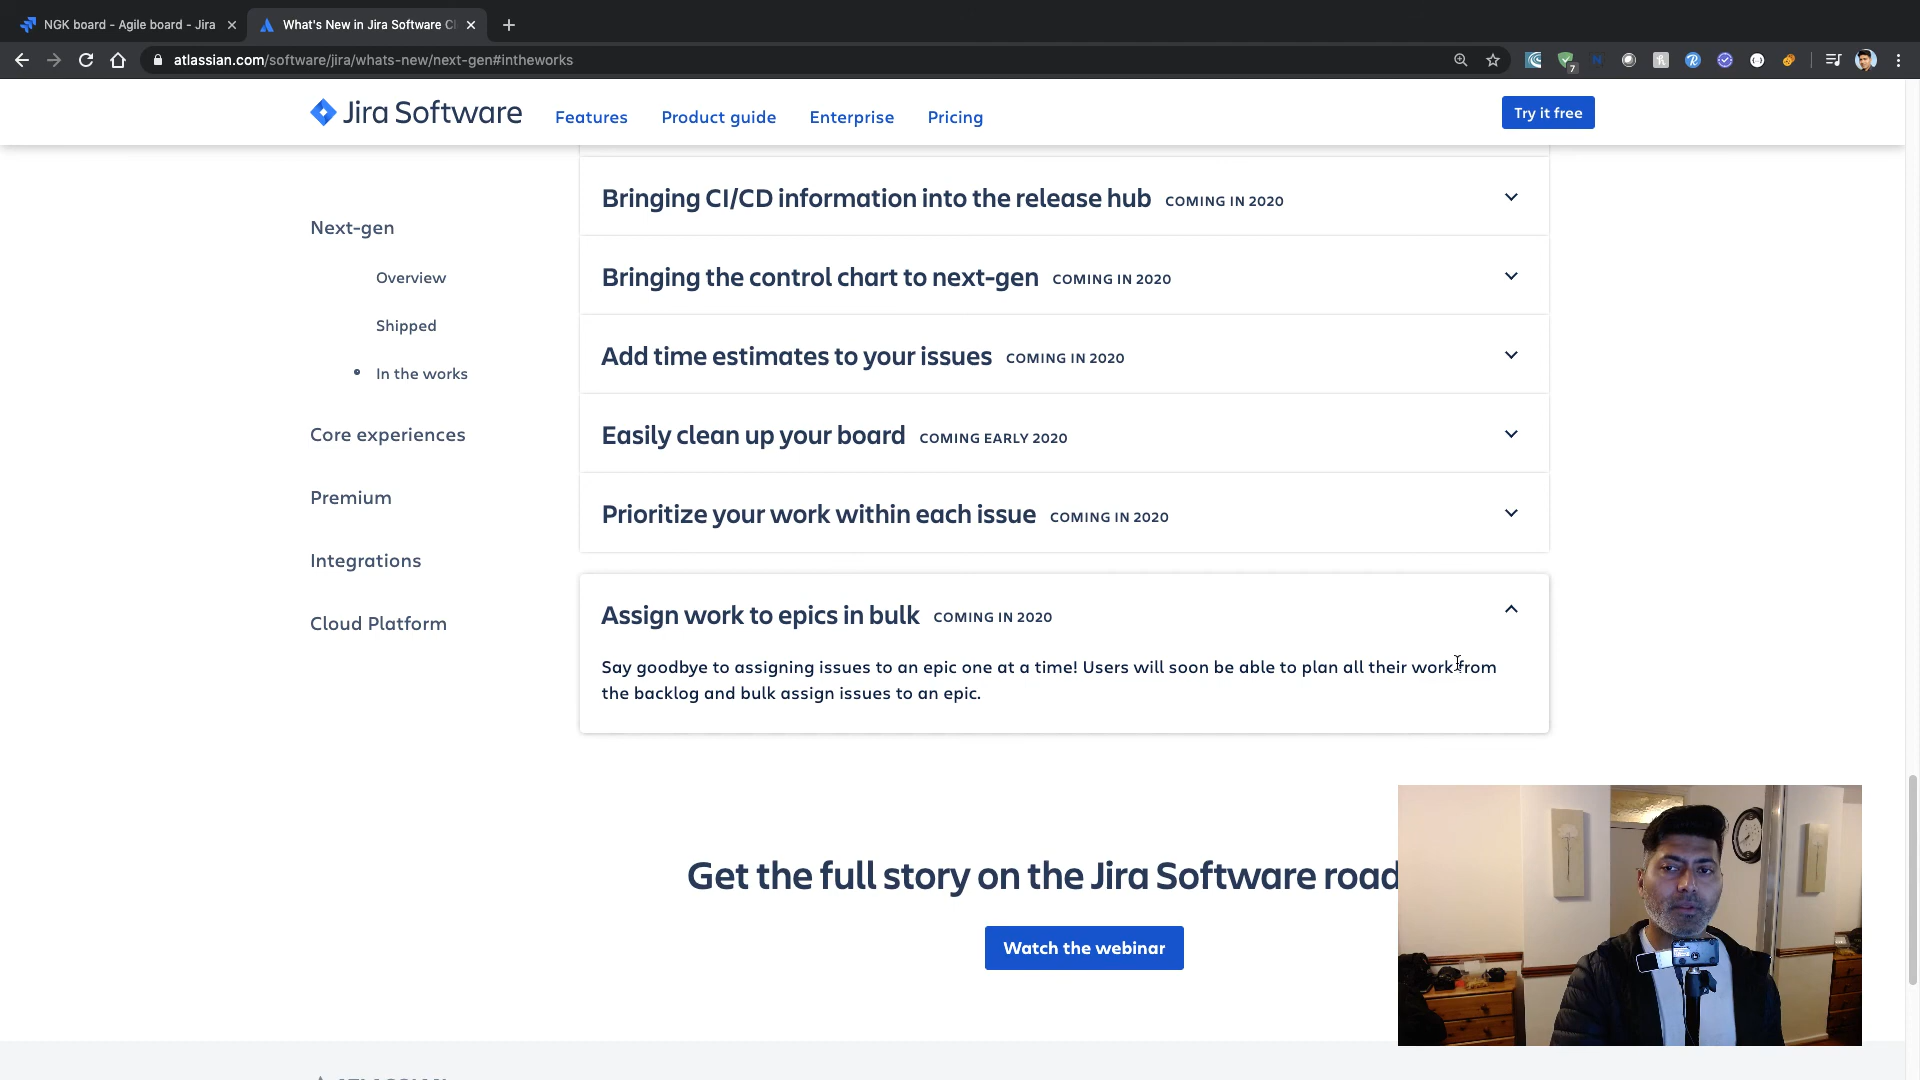 NGK board - Agile board - Jira
What's New in Jira Software Cl
atlassian.com/software/jira/whats-new/next-gen#intheworks
7
Jira Software
Features
Product guide
Enterprise
Pricing
Try it free
Next-gen
Overview
Shipped
In the works
Core experiences
Premium
Integrations
Cloud Platform
Bringing CI/CD information into the release hub COMING IN 2020
Bringing the control chart to next-gen COMING IN 2020
Add time estimates to your issues COMING IN 2020
Easily clean up your board COMING EARLY 2020
Prioritize your work within each issue COMING IN 2020
Assign work to epics in bulk COMING IN 2020
Say goodbye to assigning issues to an epic one at a time! Users will soon be able to plan all their work from
the backlog and bulk assign issues to an epic.
Get the full story on the Jira Software road
Watch the webinar